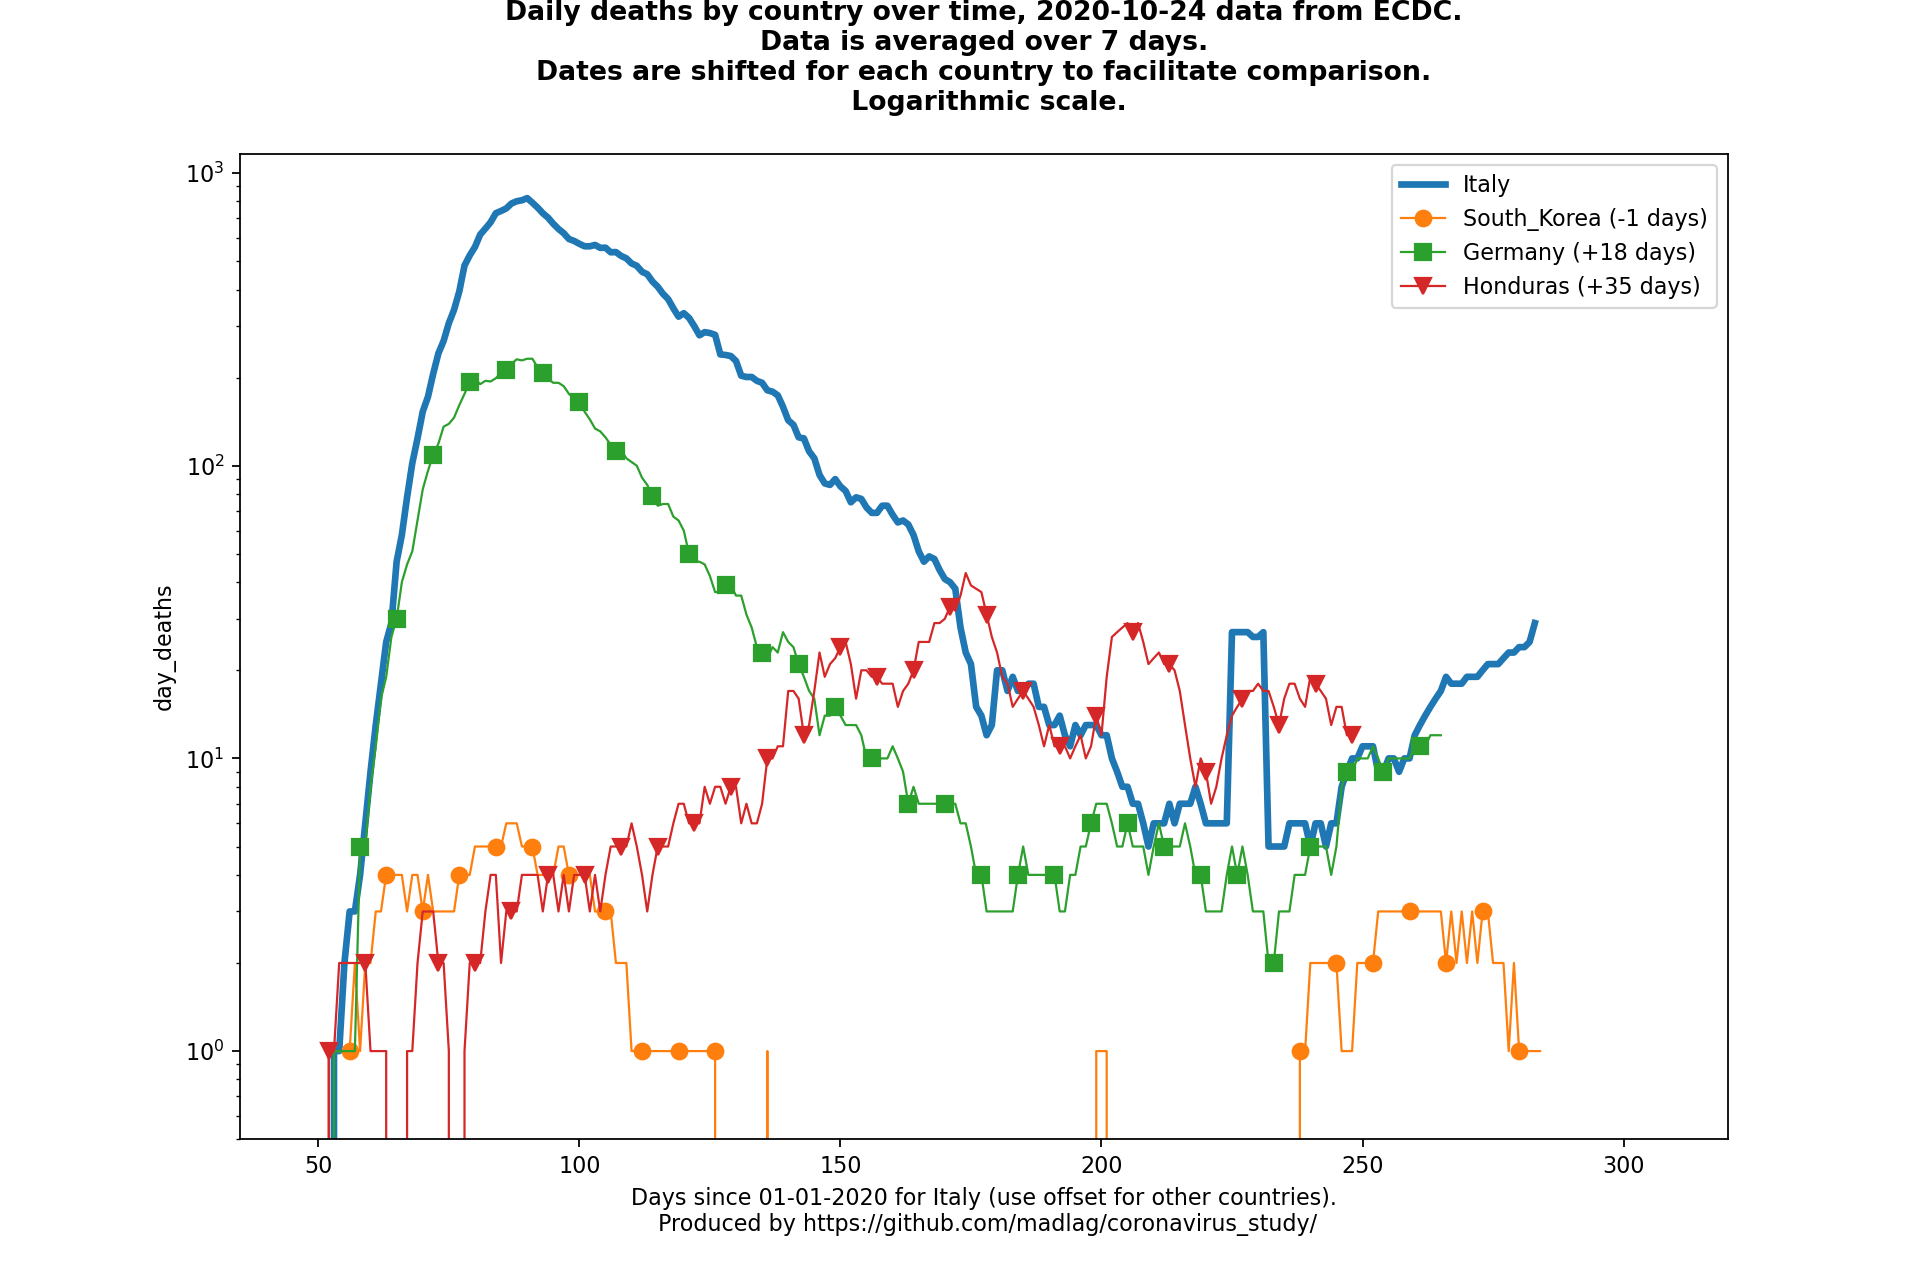 Daily deaths by country over time, 2020-10-24 data from ECDC.
Data is averaged over 7 days.
Dates are shifted for each country to facilitate comparison.
Logarithmic scale.
10³
10²
10¹
10⁰
day_deaths
Italy
South_Korea (-1 days)
Germany (+18 days)
Honduras (+35 days)
50 100 150 200 250 300
Days since 01-01-2020 for Italy (use offset for other countries).
Produced by https://github.com/madlag/coronavirus_study/